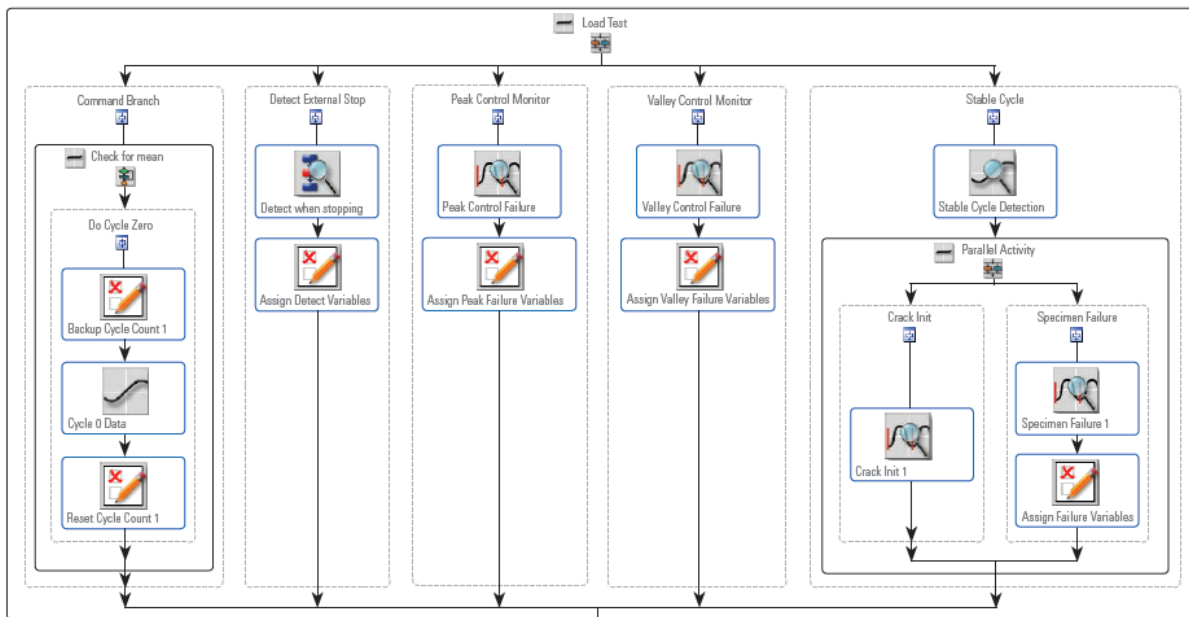 Load Test
Command Branch
Check for mean
Do Cycle Zero
Backup Cycle Count 1
Cycle 0 Data
Reset Cycle Count 1
Detect External Stop
Detect when stopping
Assign Detect Variables
Peak Control Monitor
Peak Control Failure
Assign Peak Failure Variables
Valley Control Monitor
Valley Control Failure
Assign Valley Failure Variables
Stable Cycle
Stable Cycle Detection
Parallel Activity
Crack Init
Crack Init 1
Specimen Failure
Specimen Failure 1
Assign Failure Variables